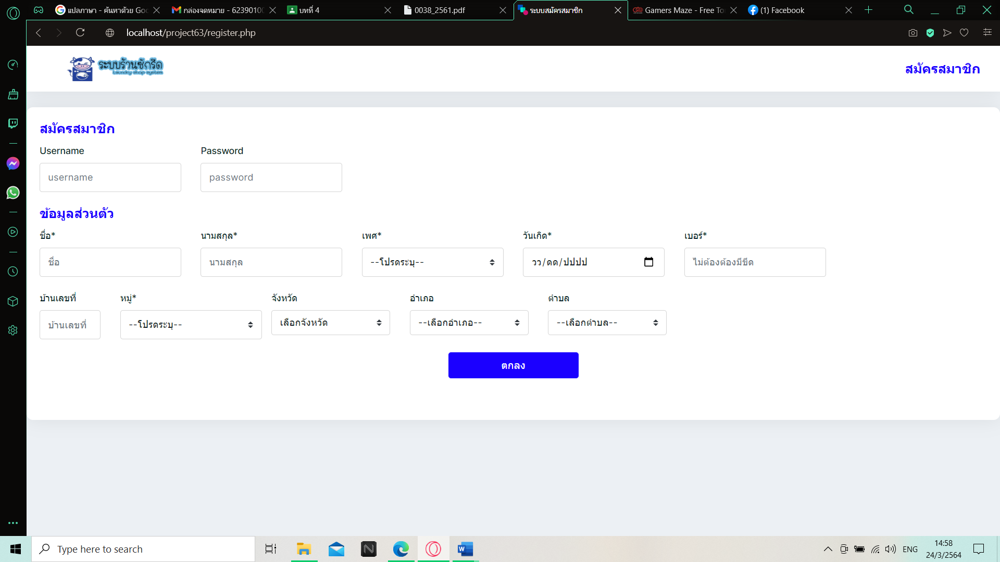 แปลภาษา - ค้นหาด้วย Goo
กล่องจดหมาย - 62390100
บทที่ 4
0038_2561.pdf
ระบบสมัครสมาชิก
Gamers Maze - Free To
(1) Facebook
localhost/project63/register.php
ระบบร้านซักรีด
Laundry shop system
สมัครสมาชิก
สมัครสมาชิก
Username Password
username password
ข้อมูลส่วนตัว
ชื่อ* นามสกุล* เพศ* วันเกิด* เบอร์*
ชื่อ นามสกุล --โปรดระบุ-- วว/ดด/ปปปป ไม่ต้องต้องมีขีด
บ้านเลขที่ หมู่* จังหวัด อำเภอ ตำบล
บ้านเลขที่ --โปรดระบุ-- เลือกจังหวัด --เลือกอำเภอ-- --เลือกตำบล--
ตกลง
Type here to search
ENG
14:58
24/3/2564